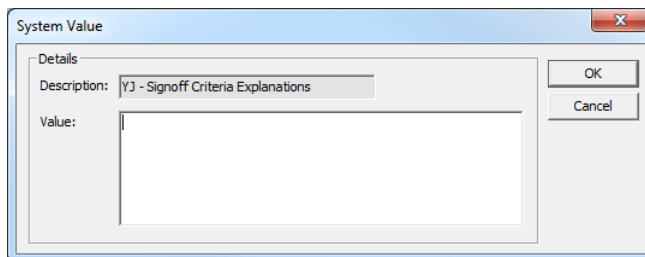 System Value
Details
Description: YJ - Signoff Criteria Explanations
OK
Value:
Cancel